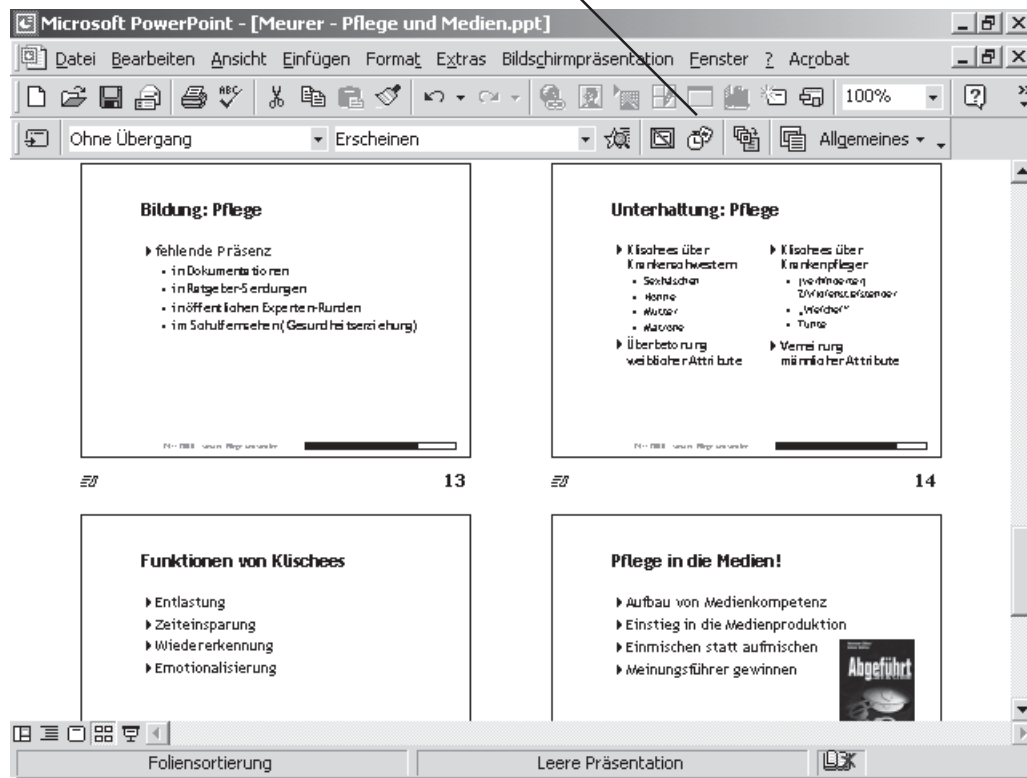 Microsoft PowerPoint - [Meurer - Pflege und Medien.ppt]
Datei Bearbeiten Ansicht Einfügen Format Extras Bildschirmpräsentation Fenster ? Acrobat
100%
Ohne Übergang Erscheinen Allgemeines
Bildung: Pflege
fehlende Präsenz
in Dokumentationen
in Ratgeber-Sendungen
in öffentlichen Experten-Runden
im Schulfernsehen (Gesundheitserziehung)
13
Unterhaltung: Pflege
Klischees über
Krankenschwestern
Sexhäschen
Nonne
Mutter
Matrone
Überbetonung
weiblicher Attribute
Klischees über
Krankenpfleger
(verhinderter)
Zivildienstleistender
„Weicher"
Tunte
Verneinung
männlicher Attribute
14
Funktionen von Klischees
Entlastung
Zeiteinsparung
Wiedererkennung
Emotionalisierung
Pflege in die Medien!
Aufbau von Medienkompetenz
Einstieg in die Medienproduktion
Einmischen statt aufmischen
Meinungsführer gewinnen
Abgeführt
Foliensortierung Leere Präsentation